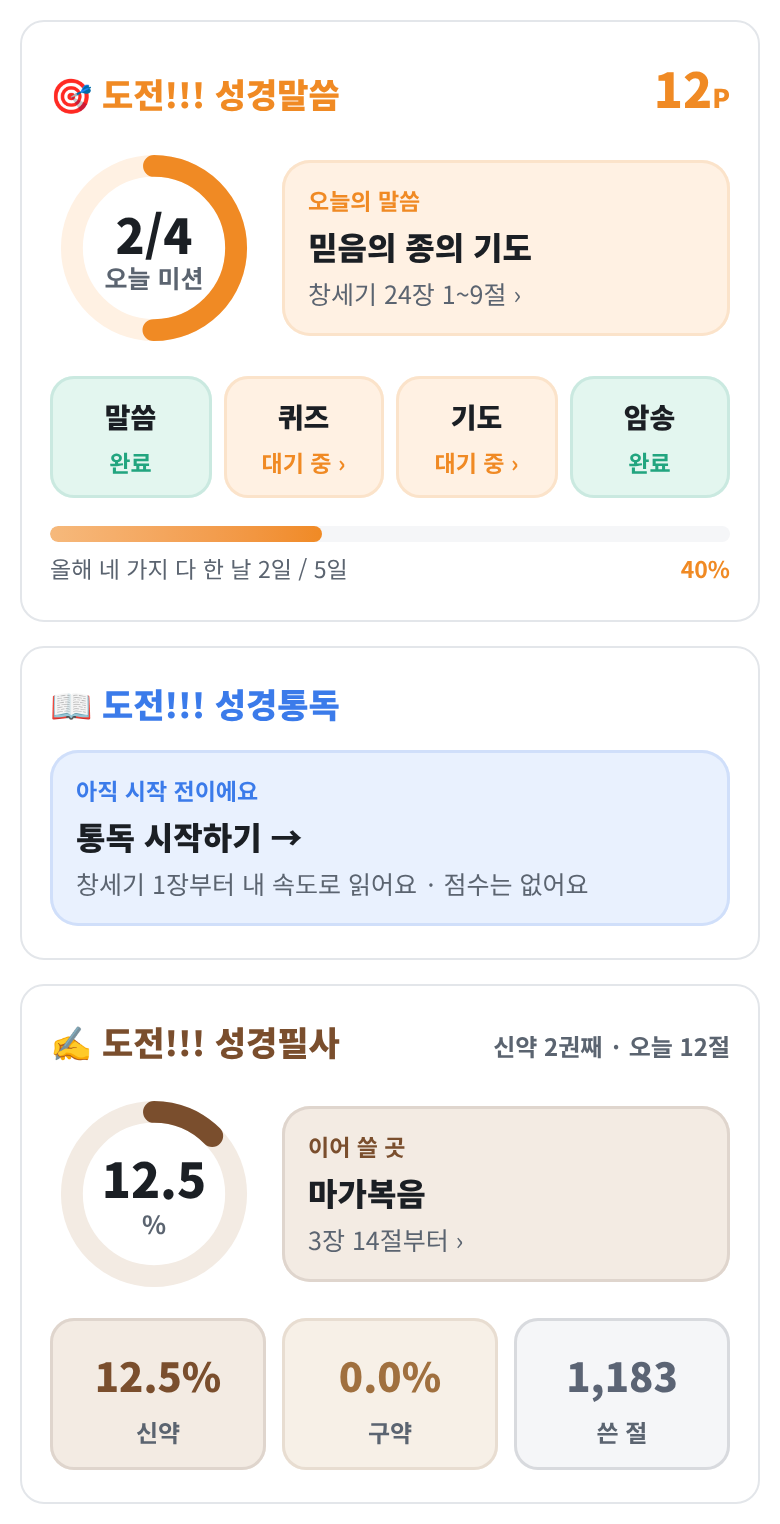 🎯 도전!!! 성경말씀
12P
2/4
오늘 미션
오늘의 말씀
믿음의 종의 기도
창세기 24장 1~9절 ›
말씀
완료
퀴즈
대기 중 ›
기도
대기 중 ›
암송
완료
올해 네 가지 다 한 날 2일 / 5일
40%
📖 도전!!! 성경통독
아직 시작 전이에요
통독 시작하기 →
창세기 1장부터 내 속도로 읽어요 · 점수는 없어요
✍️ 도전!!! 성경필사
신약 2권째 · 오늘 12절
12.5
%
이어 쓸 곳
마가복음
3장 14절부터 ›
12.5%
신약
0.0%
구약
1,183
쓴 절